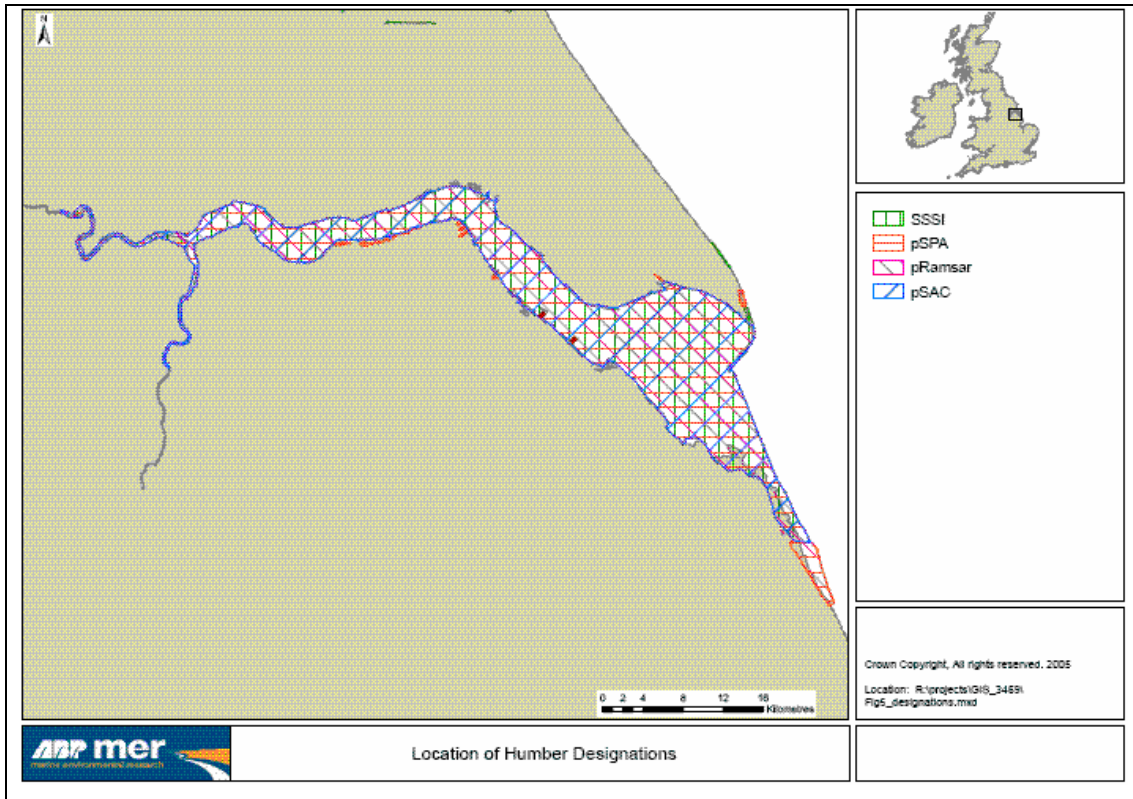 N
SSSI
pSPA
pRamsar
pSAC
0 2 4 8 12 16
Kilometres
Crown Copyright, All rights reserved. 2005
Location: R:\projects\GIS_3469\
Fig5_designations.mxd
ABP mer
marine environmental research
Location of Humber Designations